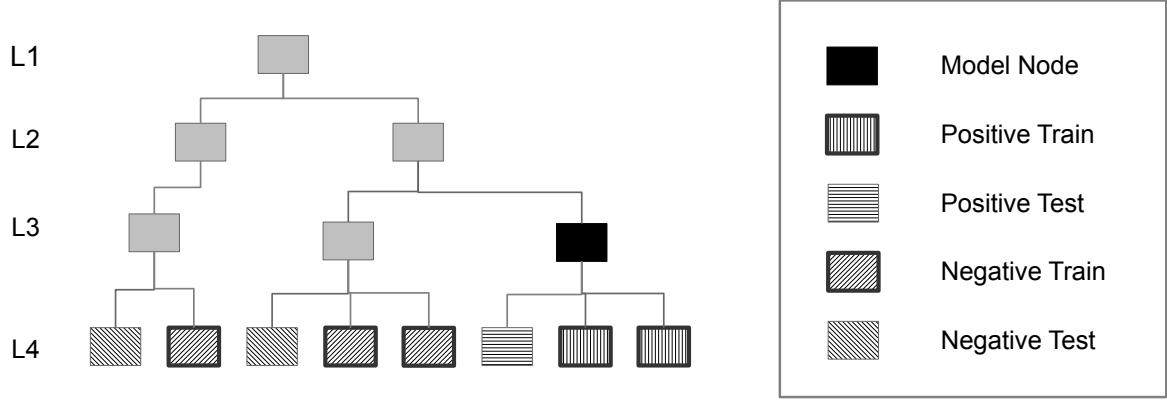 L1
L2
L3
L4
Model Node
Positive Train
Positive Test
Negative Train
Negative Test